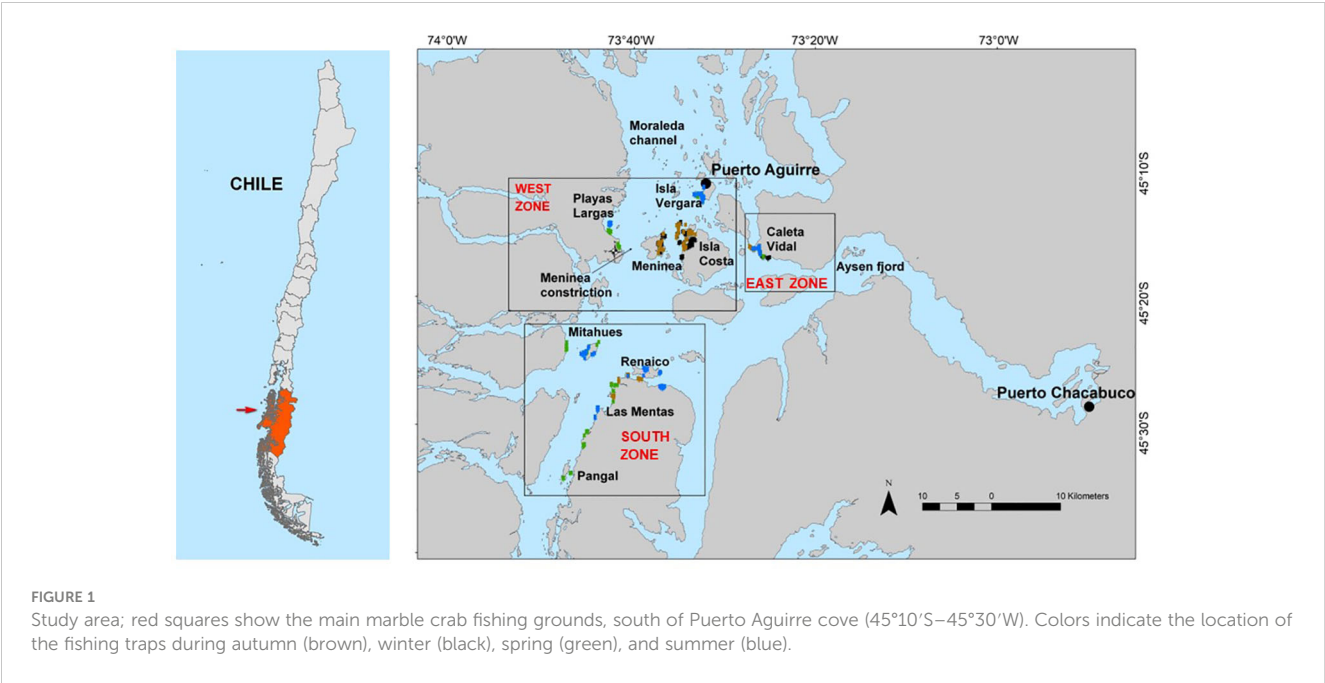 74°0'W
73°40'W
73°20'W
73°0'W
CHILE
Moraleda
channel
Puerto Aguirre
45°10'S
WEST
ZONE
Playas
Largas
Isla
Vergara
Isla
Costa
Meninea
Meninea
constriction
Caleta
Vidal
EAST ZONE
Aysen fjord
45°20'S
Mitahues
Renaico
Las Mentas
SOUTH
ZONE
Pangal
Puerto Chacabuco
45°30'S
N
10 5 0 10 Kilometers
FIGURE 1
Study area; red squares show the main marble crab fishing grounds, south of Puerto Aguirre cove (45°10′S–45°30′W). Colors indicate the location of
the fishing traps during autumn (brown), winter (black), spring (green), and summer (blue).